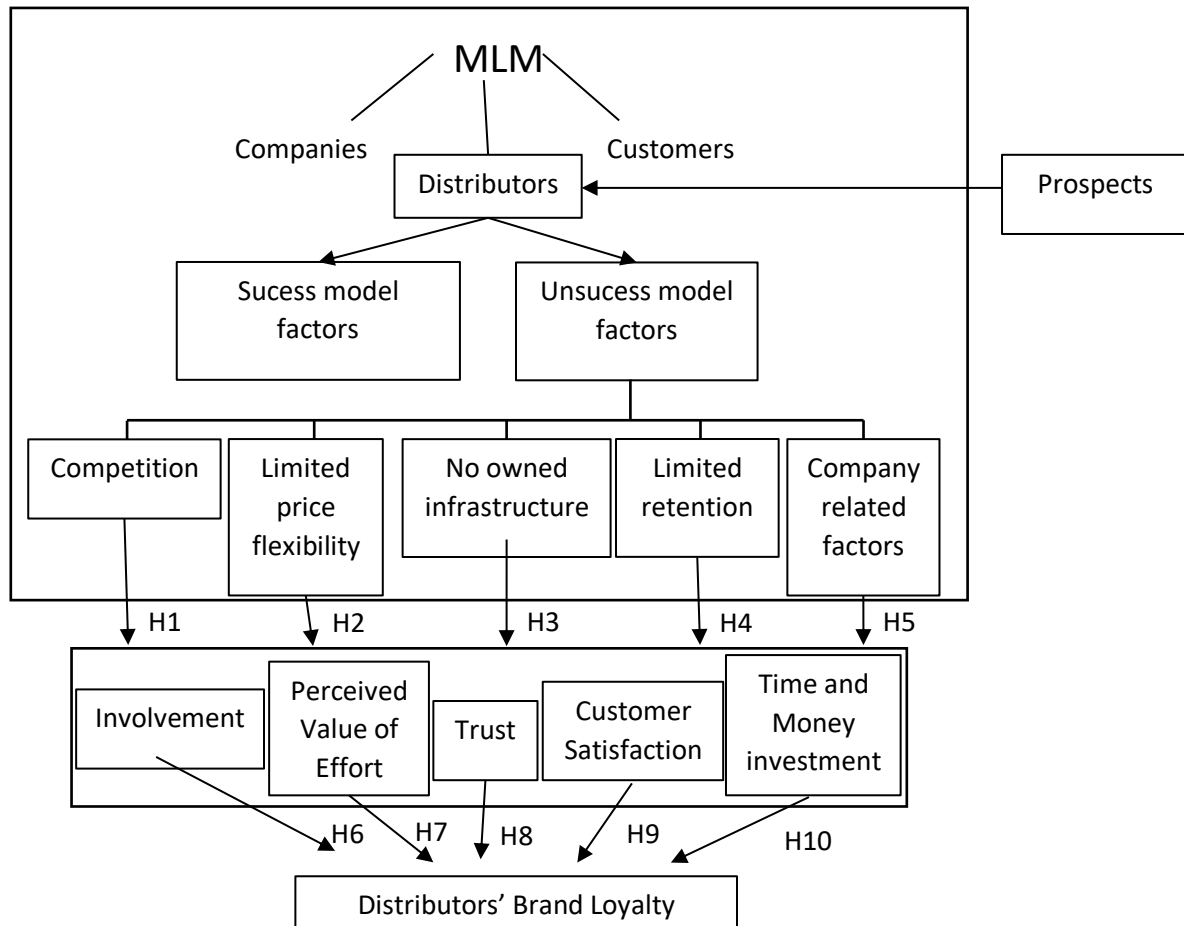 MLM
Companies
Customers
Distributors
Prospects
Sucess model
factors
Unsucess model
factors
Competition
Limited
price
flexibility
No owned
infrastructure
Limited
retention
Company
related
factors
H1
H2
H3
H4
H5
Involvement
Perceived
Value of
Effort
Trust
Customer
Satisfaction
Time and
Money
investment
H6
H7
H8
H9
H10
Distributors’ Brand Loyalty